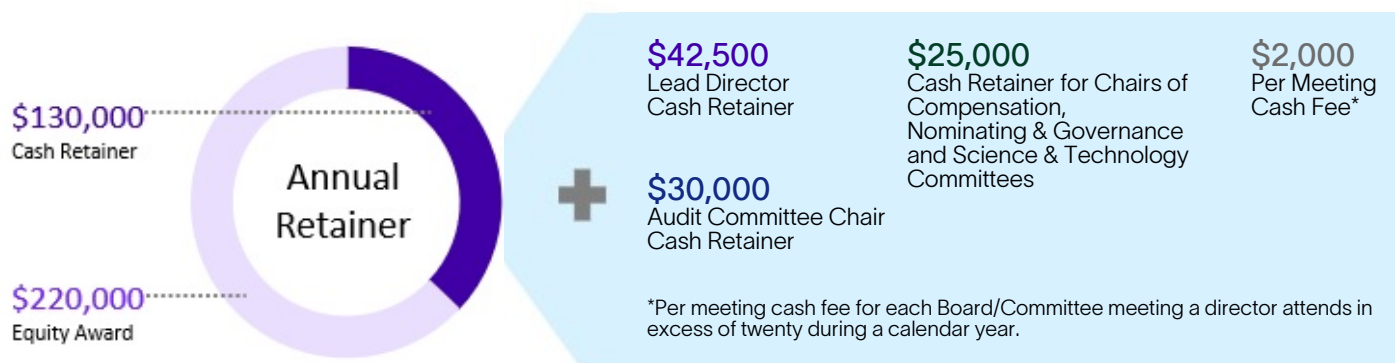 $130,000
Cash Retainer
$220,000
Equity Award
Annual
Retainer
$42,500
Lead Director
Cash Retainer
$30,000
Audit Committee Chair
Cash Retainer
$25,000
Cash Retainer for Chairs of
Compensation,
Nominating & Governance
and Science & Technology
Committees
$2,000
Per Meeting
Cash Fee*
*Per meeting cash fee for each Board/Committee meeting a director attends in
excess of twenty during a calendar year.